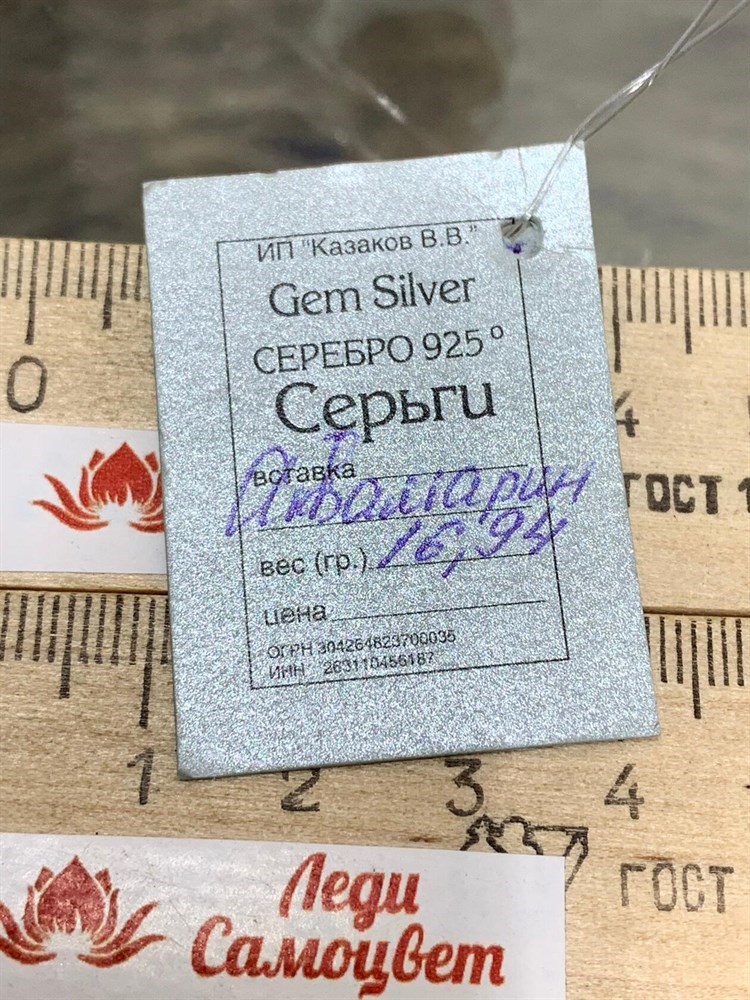 ИП "Казаков В.В."
Gem Silver
СЕРЕБРО 925°
Серьги
вставка
Аквамарин
вес (гр.) 16,94
цена
ОГРН 304264823700035
ИНН 263110456187
0
4
ГОСТ 1
1 2 3 4
ГОСТ
Леди
Самоцвет